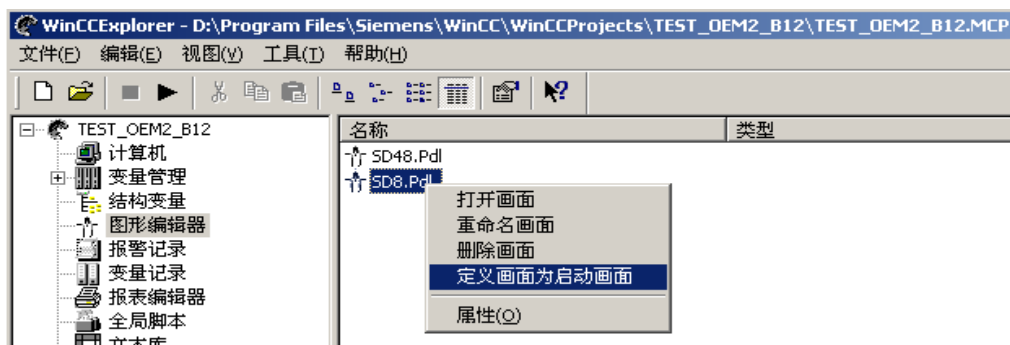 WinCCExplorer - D:\Program Files\Siemens\WinCC\WinCCProjects\TEST_OEM2_B12\TEST_OEM2_B12.MCP
文件(F) 编辑(E) 视图(V) 工具(T) 帮助(H)
TEST_OEM2_B12
计算机
变量管理
结构变量
图形编辑器
报警记录
变量记录
报表编辑器
全局脚本
文本库
名称 类型
SD48.Pdl
SD8.Pdl
打开画面
重命名画面
删除画面
定义画面为启动画面
属性(O)